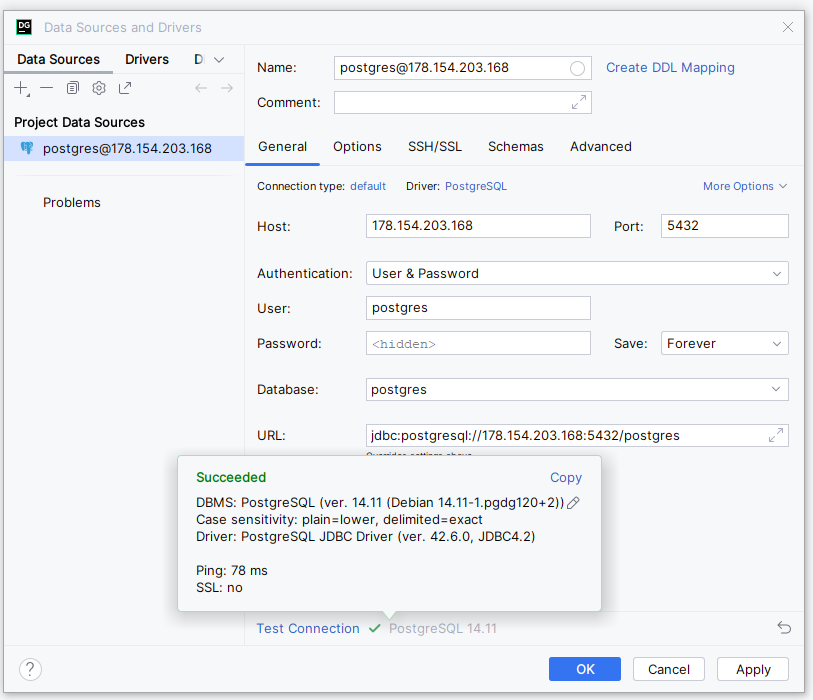 DG Data Sources and Drivers
Data Sources Drivers D
Project Data Sources
postgres@178.154.203.168
Problems
Name: postgres@178.154.203.168 Create DDL Mapping
Comment:
General Options SSH/SSL Schemas Advanced
Connection type: default Driver: PostgreSQL More Options
Host: 178.154.203.168 Port: 5432
Authentication: User & Password
User: postgres
Password: <hidden> Save: Forever
Database: postgres
URL: jdbc:postgresql://178.154.203.168:5432/postgres
Overrides settings above
Succeeded Copy
DBMS: PostgreSQL (ver. 14.11 (Debian 14.11-1.pgdg120+2))
Case sensitivity: plain=lower, delimited=exact
Driver: PostgreSQL JDBC Driver (ver. 42.6.0, JDBC4.2)
Ping: 78 ms
SSL: no
Test Connection PostgreSQL 14.11
? OK Cancel Apply